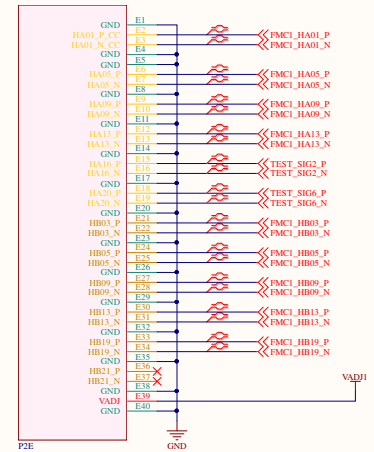 GND E1
HA01_P_CC E2 FMC1_HA01_P
HA01_N_CC E3 FMC1_HA01_N
GND E4
GND E5
HA05_P E6 FMC1_HA05_P
HA05_N E7 FMC1_HA05_N
GND E8
HA09_P E9 FMC1_HA09_P
HA09_N E10 FMC1_HA09_N
GND E11
HA13_P E12 FMC1_HA13_P
HA13_N E13 FMC1_HA13_N
GND E14
HA16_P E15 TEST_SIG2_P
HA16_N E16 TEST_SIG2_N
GND E17
HA20_P E18 TEST_SIG6_P
HA20_N E19 TEST_SIG6_N
GND E20
HB03_P E21 FMC1_HB03_P
HB03_N E22 FMC1_HB03_N
GND E23
HB05_P E24 FMC1_HB05_P
HB05_N E25 FMC1_HB05_N
GND E26
HB09_P E27 FMC1_HB09_P
HB09_N E28 FMC1_HB09_N
GND E29
HB13_P E30 FMC1_HB13_P
HB13_N E31 FMC1_HB13_N
GND E32
HB19_P E33 FMC1_HB19_P
HB19_N E34 FMC1_HB19_N
GND E35
HB21_P E36
HB21_N E37
GND E38
VADJ E39 VADJ1
GND E40
P2E
GND